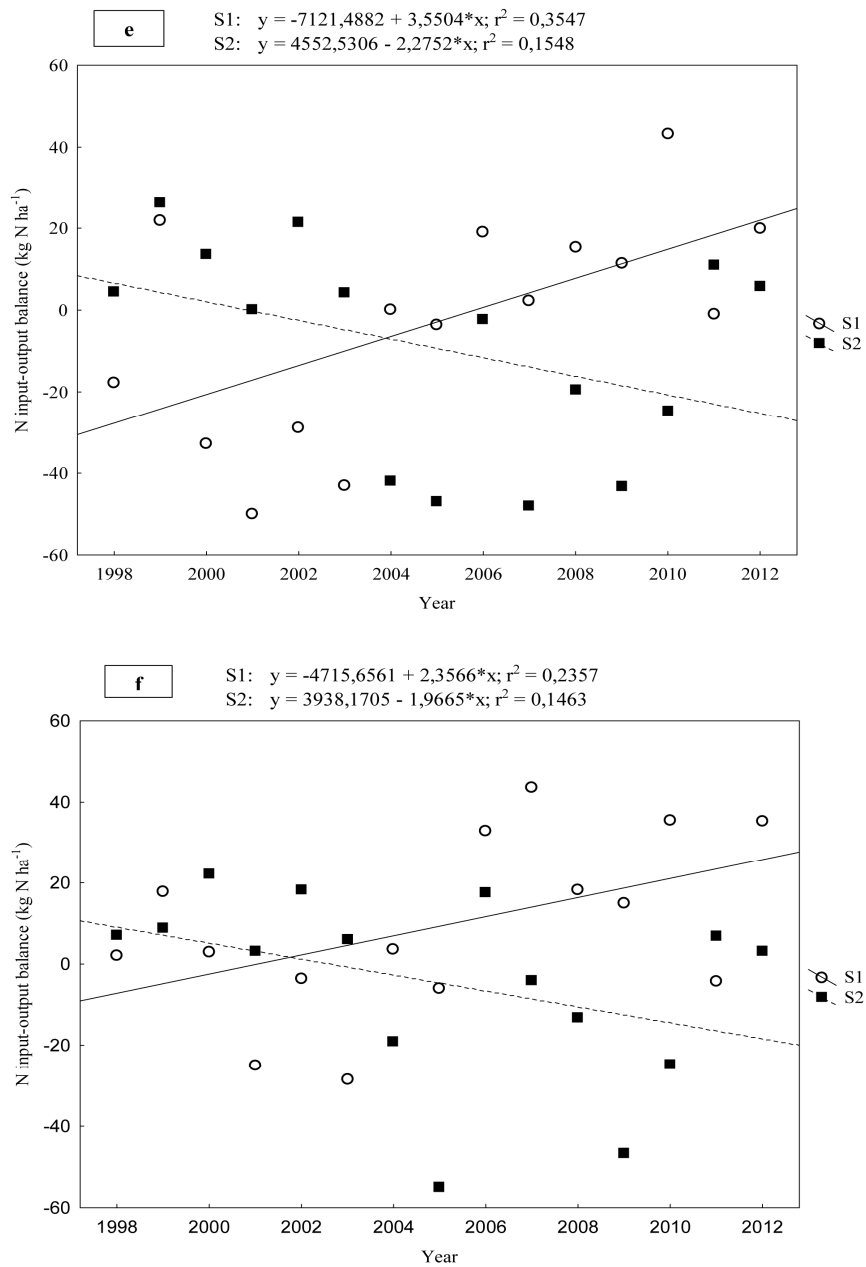 e
S1: y = -7121,4882 + 3,5504*x; r² = 0,3547
S2: y = 4552,5306 - 2,2752*x; r² = 0,1548
N input-output balance (kg N ha⁻¹)
60
40
20
0
-20
-40
-60
1998 2000 2002 2004 2006 2008 2010 2012
Year
S1
S2
f
S1: y = -4715,6561 + 2,3566*x; r² = 0,2357
S2: y = 3938,1705 - 1,9665*x; r² = 0,1463
N input-output balance (kg N ha⁻¹)
60
40
20
0
-20
-40
-60
1998 2000 2002 2004 2006 2008 2010 2012
Year
S1
S2